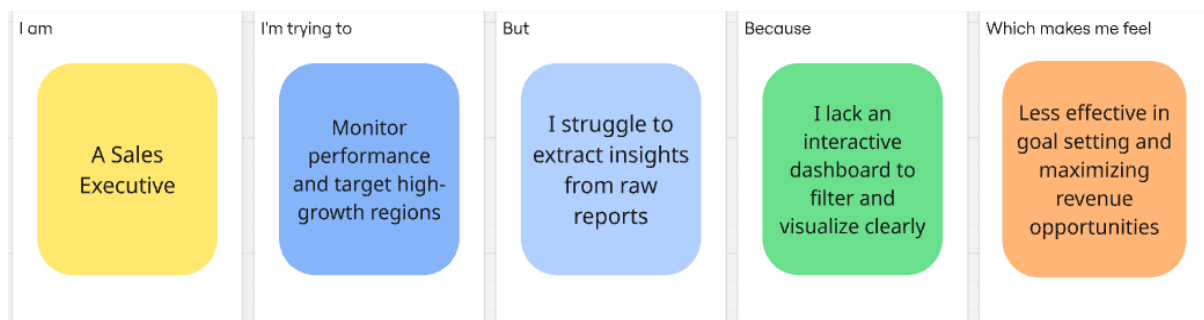 I am
A Sales
Executive
I'm trying to
Monitor
performance
and target high-
growth regions
But
I struggle to
extract insights
from raw
reports
Because
I lack an
interactive
dashboard to
filter and
visualize clearly
Which makes me feel
Less effective in
goal setting and
maximizing
revenue
opportunities